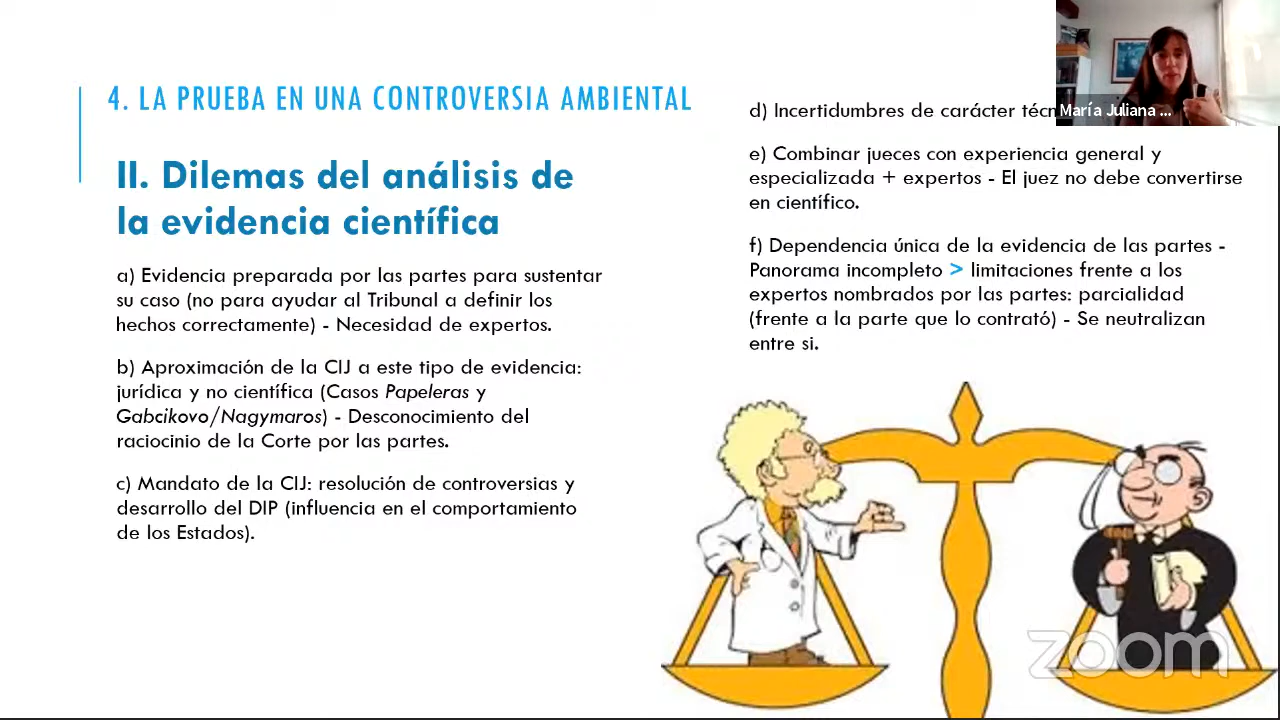 4. LA PRUEBA EN UNA CONTROVERSIA AMBIENTAL
II. Dilemas del análisis de
la evidencia científica
a) Evidencia preparada por las partes para sustentar
su caso (no para ayudar al Tribunal a definir los
hechos correctamente) - Necesidad de expertos.
b) Aproximación de la CIJ a este tipo de evidencia:
jurídica y no científica (Casos Papeleras y
Gabcikovo/Nagymaros) - Desconocimiento del
raciocinio de la Corte por las partes.
c) Mandato de la CIJ: resolución de controversias y
desarrollo del DIP (influencia en el comportamiento
de los Estados).
d) Incertidumbres de carácter
e) Combinar jueces con experiencia general y
especializada + expertos - El juez no debe convertirse
en científico.
f) Dependencia única de la evidencia de las partes -
Panorama incompleto > limitaciones frente a los
expertos nombrados por las partes: parcialidad
(frente a la parte que lo contrató) - Se neutralizan
entre si.
María Juliana ...
zoom